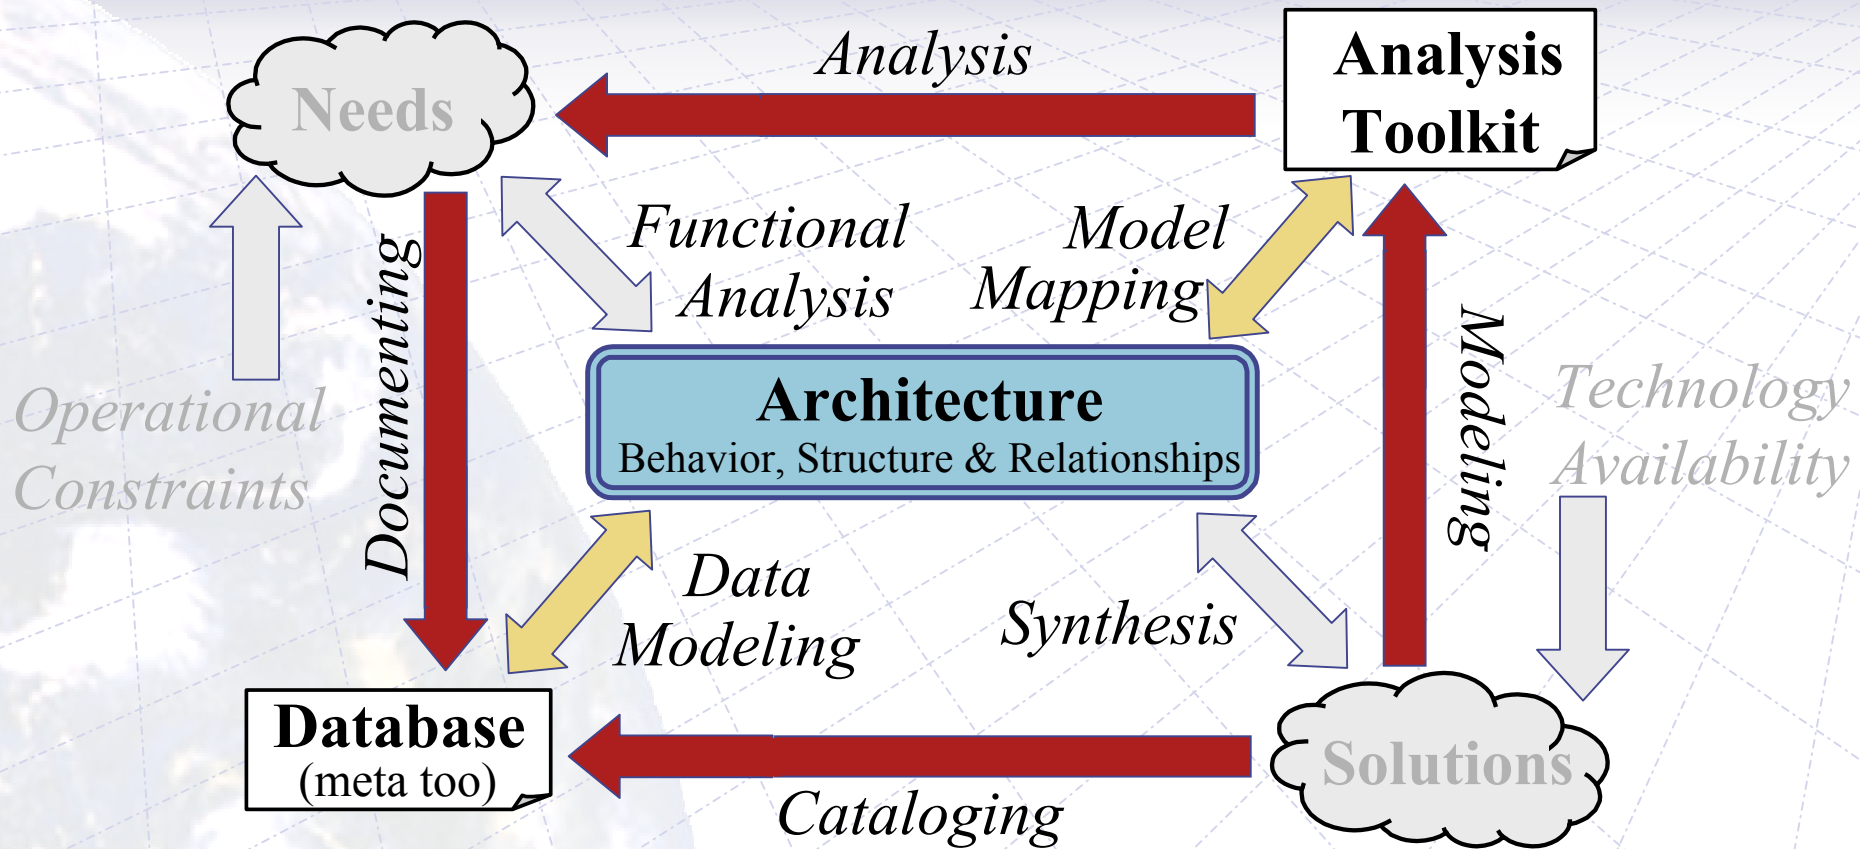 Needs
Analysis
Analysis
Toolkit
Functional
Analysis
Model
Mapping
Documenting
Modeling
Operational
Constraints
Architecture
Behavior, Structure & Relationships
Technology
Availability
Data
Modeling
Synthesis
Database
(meta too)
Cataloging
Solutions